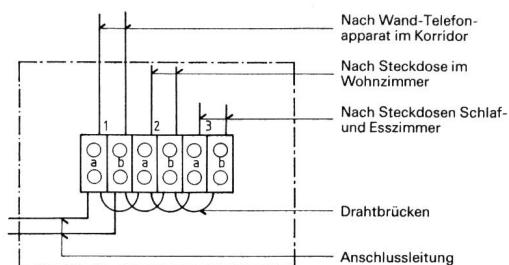 Nach Wand-Telefon-
apparat im Korridor
Nach Steckdose im
Wohnzimmer
Nach Steckdosen Schlaf-
und Esszimmer
1 2 3
a b a b a b
Drahtbrücken
Anschlussleitung